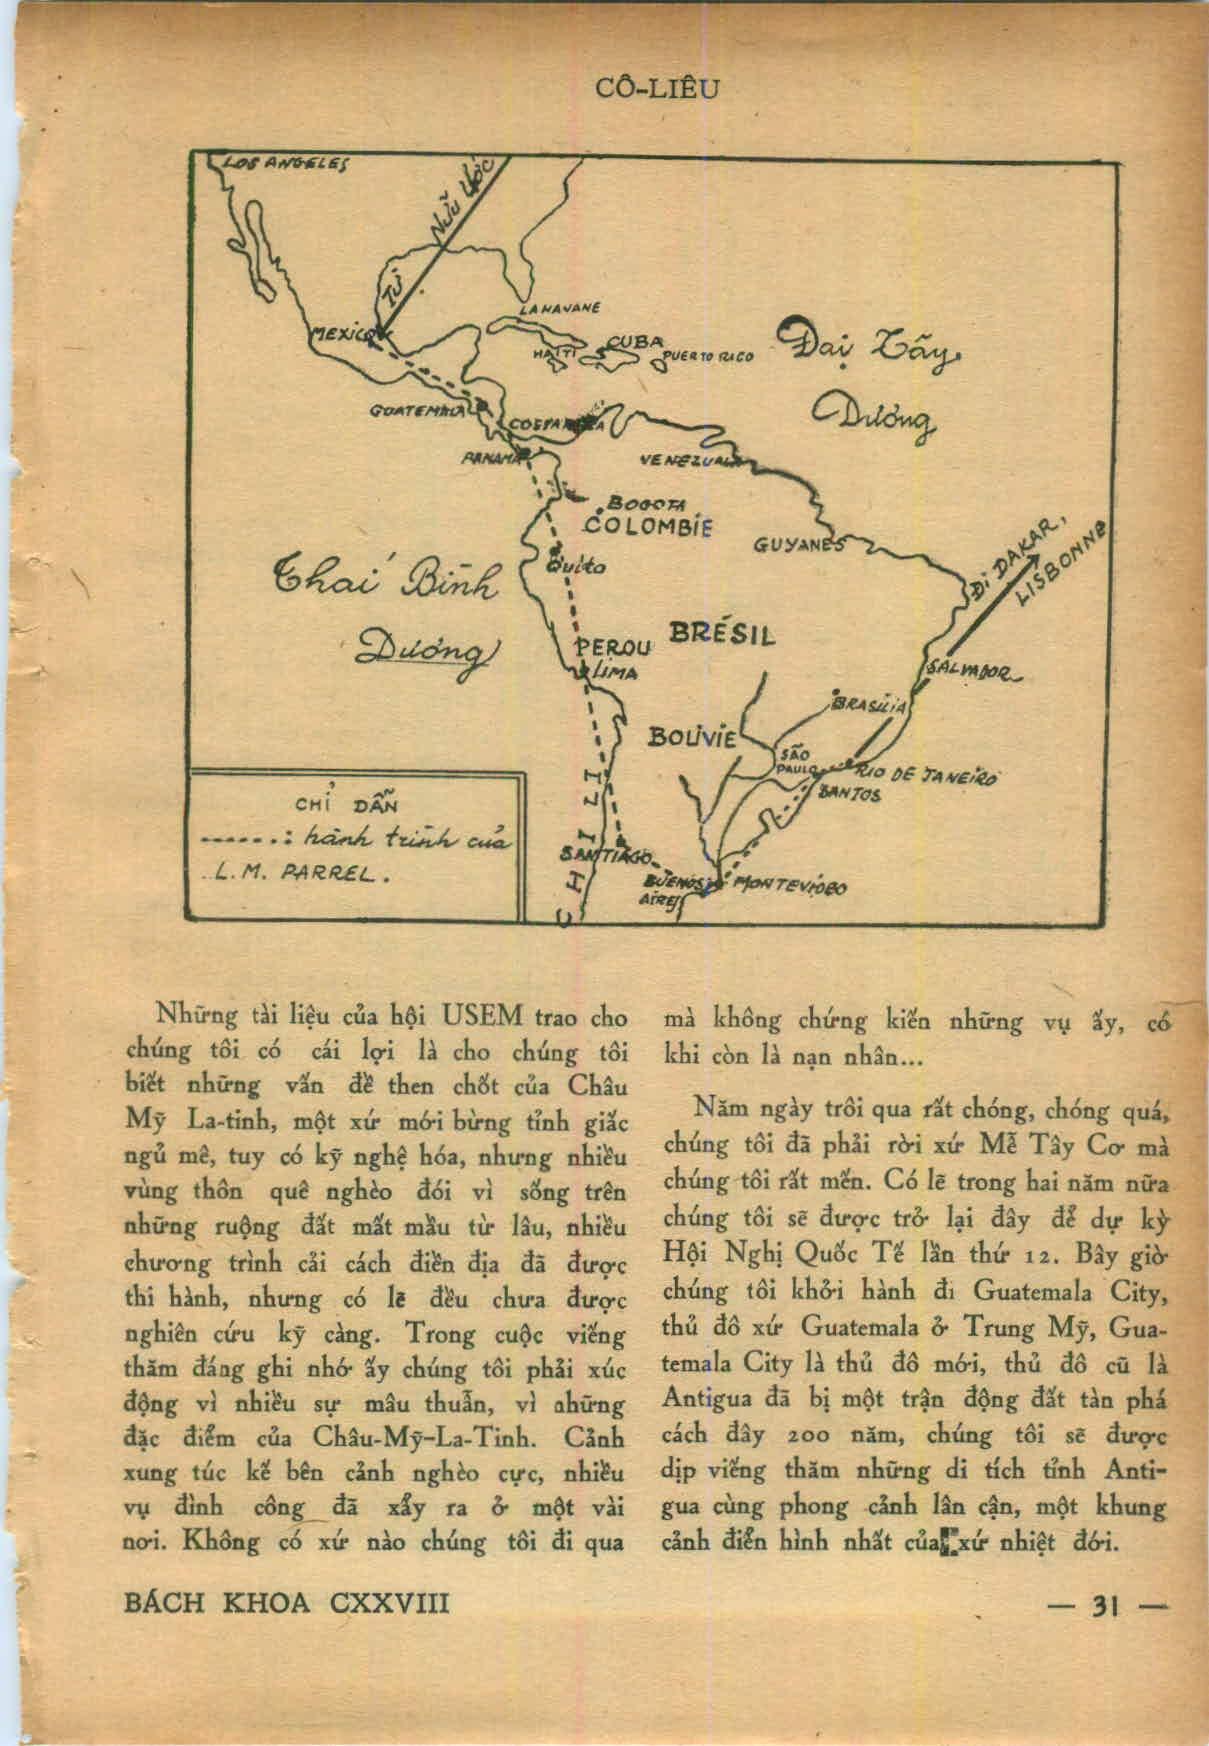 CÔ-LIÊU
LOS ANGELES
TỪ NỮU ƯỚC
LA HAVANE
MEXICO
CUBA
HAITI
PUERTO RICO
Đại Tây
Dương
GUATEMALA
COSTA RICA
PANAMA
VENEZUALA
BOGOTA
COLOMBIE
GUYANES
ĐI DAKAR,
LISBONNE
Quito
Thái Bình
Dương
PEROU
BRÉSIL
LIMA
SALVADOR
BRASILIA
BOLIVIE
SÃO
PAULO
RIO DE JANEIRO
SANTOS
CHỈ DẪN
.......: hành trình của
L.M. PARREL.
CHILI
SANTIAGO
BUENOS
AIRES
MONTEVIDEO
Những tài liệu của hội USEM trao cho
chúng tôi có cái lợi là cho chúng tôi
biết những vấn đề then chốt của Châu
Mỹ La-tinh, một xứ mới bừng tỉnh giấc
ngủ mê, tuy có kỹ nghệ hóa, nhưng nhiều
vùng thôn quê nghèo đói vì sống trên
những ruộng đất mất mầu từ lâu, nhiều
chương trình cải cách điền địa đã được
thi hành, nhưng có lẽ đều chưa được
nghiên cứu kỹ càng. Trong cuộc viếng
thăm đáng ghi nhớ ấy chúng tôi phải xúc
động vì nhiều sự mâu thuẫn, vì những
đặc điểm của Châu-Mỹ-La-Tinh. Cảnh
xung túc kế bên cảnh nghèo cực, nhiều
vụ đình công đã xẩy ra ở một vài
nơi. Không có xứ nào chúng tôi đi qua
mà không chứng kiến những vụ ấy, có
khi còn là nạn nhân...
Năm ngày trôi qua rất chóng, chóng quá,
chúng tôi đã phải rời xứ Mễ Tây Cơ mà
chúng tôi rất mến. Có lẽ trong hai năm nữa
chúng tôi sẽ được trở lại đây để dự kỳ
Hội Nghị Quốc Tế lần thứ 12. Bây giờ
chúng tôi khởi hành đi Guatemala City,
thủ đô xứ Guatemala ở Trung Mỹ, Gua-
temala City là thủ đô mới, thủ đô cũ là
Antigua đã bị một trận động đất tàn phá
cách đây 200 năm, chúng tôi sẽ được
dịp viếng thăm những di tích tỉnh Anti-
gua cùng phong cảnh lân cận, một khung
cảnh điển hình nhất của xứ nhiệt đới.
BÁCH KHOA CXXVIII
— 31 —